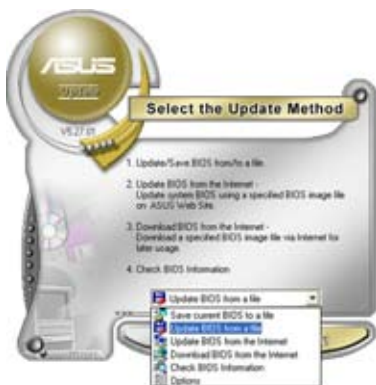 ASUS
Update
V5.27.01
Select the Update Method
1. Update/Save BIOS from/to a file.
2. Update BIOS from the Internet -
Update system BIOS using a specified BIOS image file
on ASUS Web Site.
3. Download BIOS from the Internet -
Download a specified BIOS image file via Internet for
later usage.
4. Check BIOS Information
Update BIOS from a file
Save current BIOS to a file
Update BIOS from a file
Update BIOS from the Internet
Download BIOS from the Internet
Check BIOS Information
Options